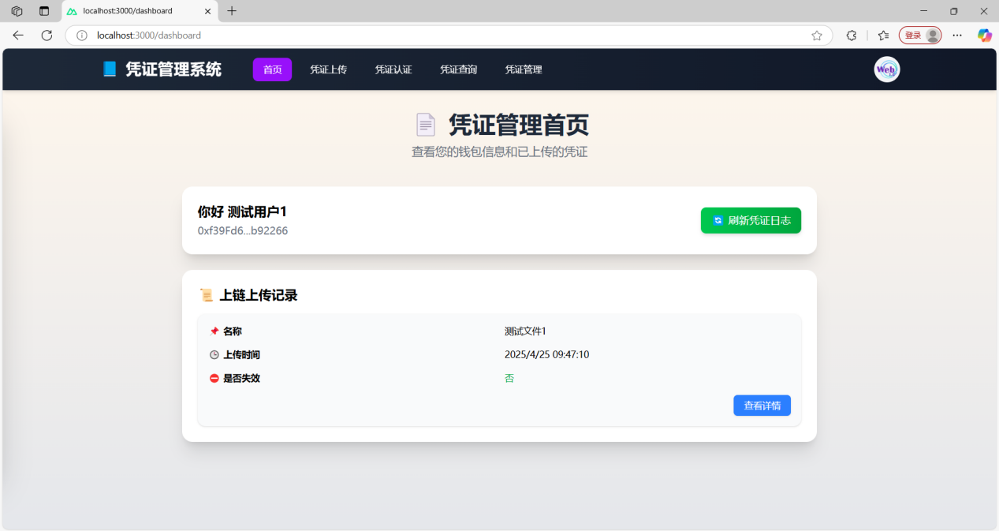 localhost:3000/dashboard
localhost:3000/dashboard
登录
凭证管理系统
首页
凭证上传
凭证认证
凭证查询
凭证管理
Web
凭证管理首页
查看您的钱包信息和已上传的凭证
你好 测试用户1
0xf39Fd6...b92266
刷新凭证日志
上链上传记录
名称
测试文件1
上传时间
2025/4/25 09:47:10
是否失效
否
查看详情